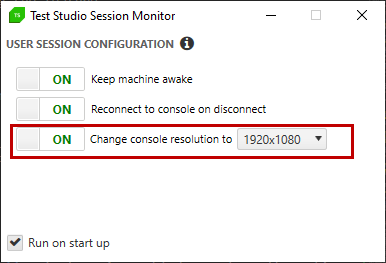 TS Test Studio Session Monitor
USER SESSION CONFIGURATION i
ON Keep machine awake
ON Reconnect to console on disconnect
ON Change console resolution to 1920x1080
Run on start up